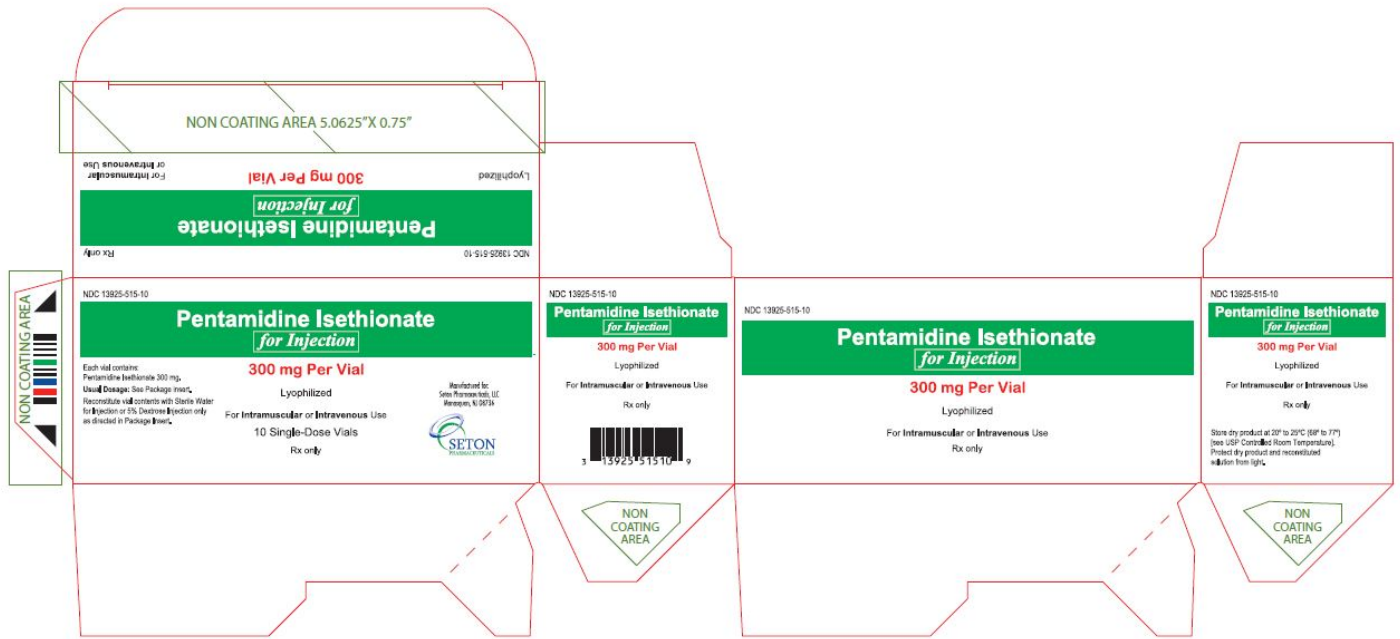 NON COATING AREA 5.0625"X 0.75"
For Intramuscular
or Intravenous Use
300 mg Per Vial
Lyophilized
Pentamidine Isethionate
for Injection
Rx only
NDC 13925-515-10
NON COATING AREA
NDC 13925-515-10
Pentamidine Isethionate
for Injection
300 mg Per Vial
Lyophilized
For Intramuscular or Intravenous Use
10 Single-Dose Vials
Rx only
Each vial contains:
Pentamidine Isethionate 300 mg.
Usual Dosage: See Package Insert.
Reconstitute vial contents with Sterile Water
for Injection or 5% Dextrose Injection only
as directed in Package Insert.
Manufactured for:
Seton Pharmaceuticals, LLC
Manasquan, NJ 08736
SETON
PHARMACEUTICALS
NDC 13925-515-10
Pentamidine Isethionate
for Injection
300 mg Per Vial
Lyophilized
For Intramuscular or Intravenous Use
Rx only
3 13925 51510 9
NON
COATING
AREA
NDC 13925-515-10
Pentamidine Isethionate
for Injection
300 mg Per Vial
Lyophilized
For Intramuscular or Intravenous Use
Rx only
NDC 13925-515-10
Pentamidine Isethionate
for Injection
300 mg Per Vial
Lyophilized
For Intramuscular or Intravenous Use
Rx only
Store dry product at 20º to 25ºC (68º to 77º)
[see USP Controlled Room Temperature].
Protect dry product and reconstituted
solution from light.
NON
COATING
AREA